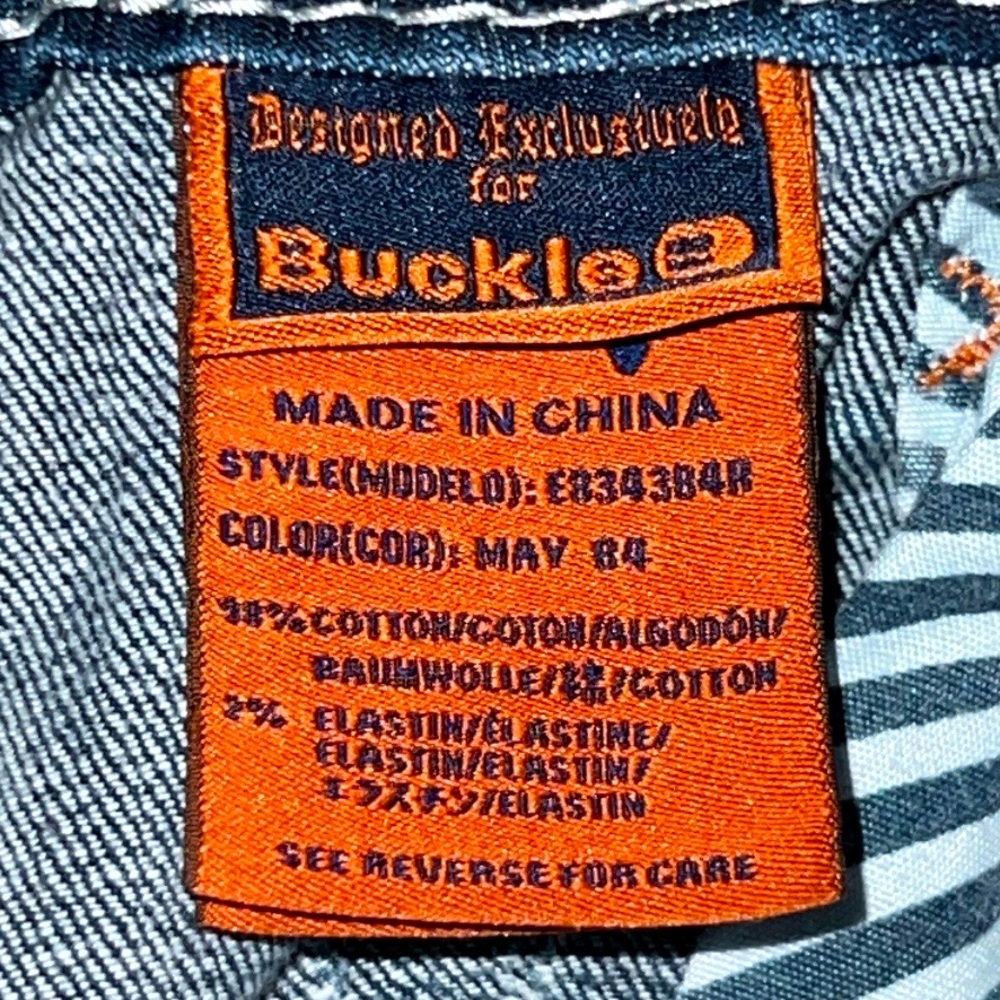 Designed Exclusively
for
Buckle B
MADE IN CHINA
STYLE(MODELO): E834384R
COLOR(COR): MAY 84
98%COTTON/COTON/ALGODÓN/
BAUMWOLLE/綿/COTTON
2% ELASTIN/ÉLASTINE/
ELASTIN/ELASTIN/
エラスチン/ELASTIN
SEE REVERSE FOR CARE